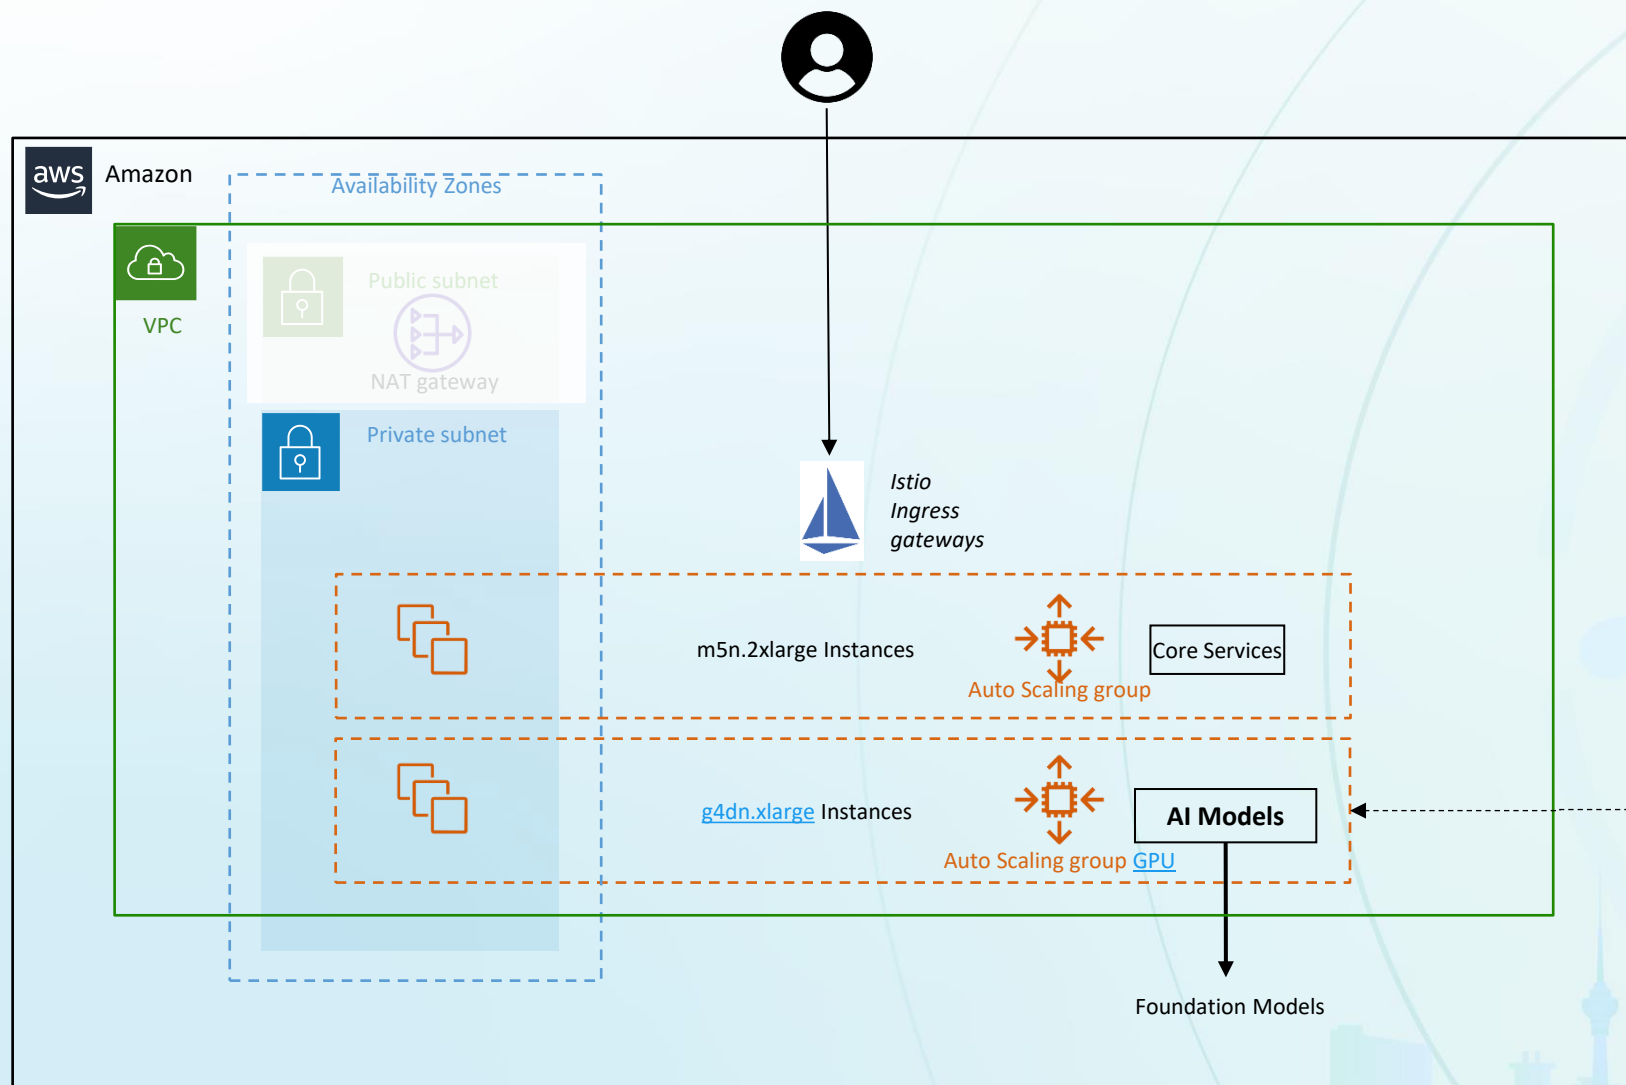 aws
Amazon
Availability Zones
VPC
Public subnet
NAT gateway
Private subnet
Istio
Ingress
gateways
m5n.2xlarge Instances
Auto Scaling group
Core Services
g4dn.xlarge Instances
Auto Scaling group GPU
AI Models
Foundation Models